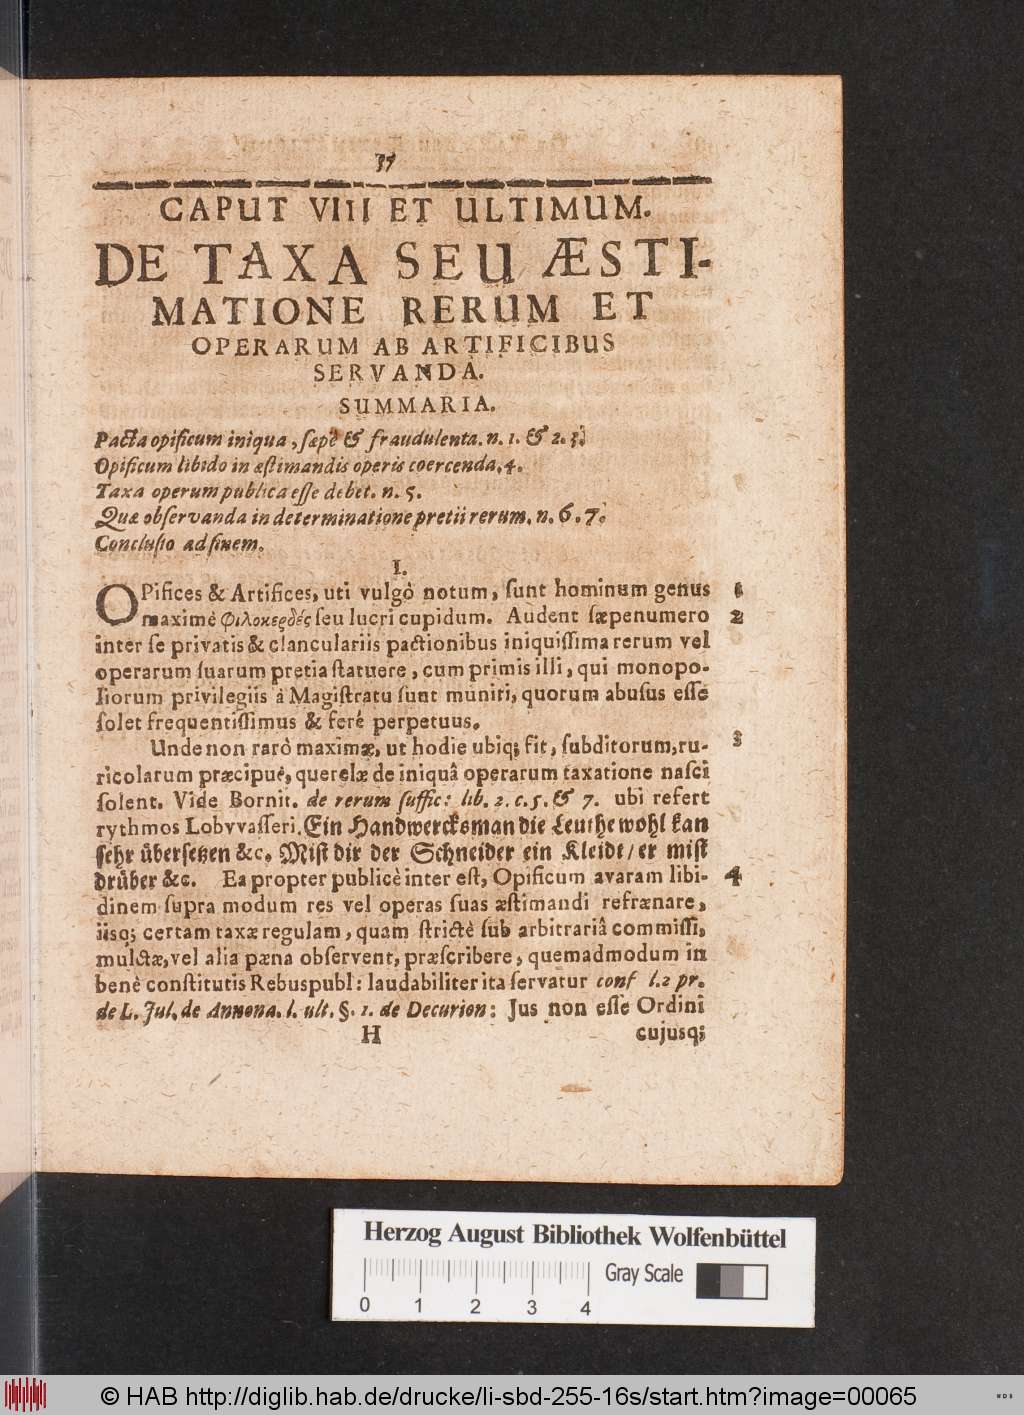 57
CAPUT VIII ET ULTIMUM.
DE TAXA SEU ÆSTI-
MATIONE RERUM ET
OPERARUM AB ARTIFICIBUS
SERVANDA.
SUMMARIA.
Pacta opificum iniqua, sæpè & fraudulenta. n. 1. & 2. 3.
Opificum libido in æstimandis operis coercenda, 4.
Taxa operum publica esse debet. n. 5.
Quæ observanda in determinatione pretii rerum. n. 6. 7.
Conclusio ad finem.
I.
OPifices & Artifices, uti vulgò notum, sunt hominum genus 1
maximè Φιλοκερδές seu lucri cupidum. Audent sæpenumero 2
inter se privatis & clanculariis pactionibus iniquissima rerum vel
operarum suarum pretia statuere, cum primis illi, qui monopo-
liorum privilegiis à Magistratu sunt muniti, quorum abusus esse
solet frequentissimus & ferè perpetuus.
Unde non rarò maximæ, ut hodie ubiq; fit, subditorum, ru- 3
ricolarum præcipuè, querelæ de iniquâ operarum taxatione nasci
solent. Vide Bornit. de rerum suffic: lib. 2. c. 5. & 7. ubi refert
rythmos Lobvvasseri. Ein Handwercksman die Leuthe wohl kan
sehr übersetzen &c. Mist dir der Schneider ein Kleidt / er mist
drüber &c. Ea propter publicè inter est, Opificum avaram libi- 4
dinem supra modum res vel operas suas æstimandi refrænare,
iisq; certam taxæ regulam, quam strictè sub arbitrariâ commissi,
mulctæ, vel alia pæna observent, præscribere, quemadmodum in
benè constitutis Rebuspubl: laudabiliter ita servatur conf l. 2 pr.
de L. Jul. de Annona. l. ult. §. 1. de Decurion: Jus non esse Ordini
H cujusq;
Herzog August Bibliothek Wolfenbüttel
Gray Scale
0 1 2 3 4
© HAB http://diglib.hab.de/drucke/li-sbd-255-16s/start.htm?image=00065
WDB